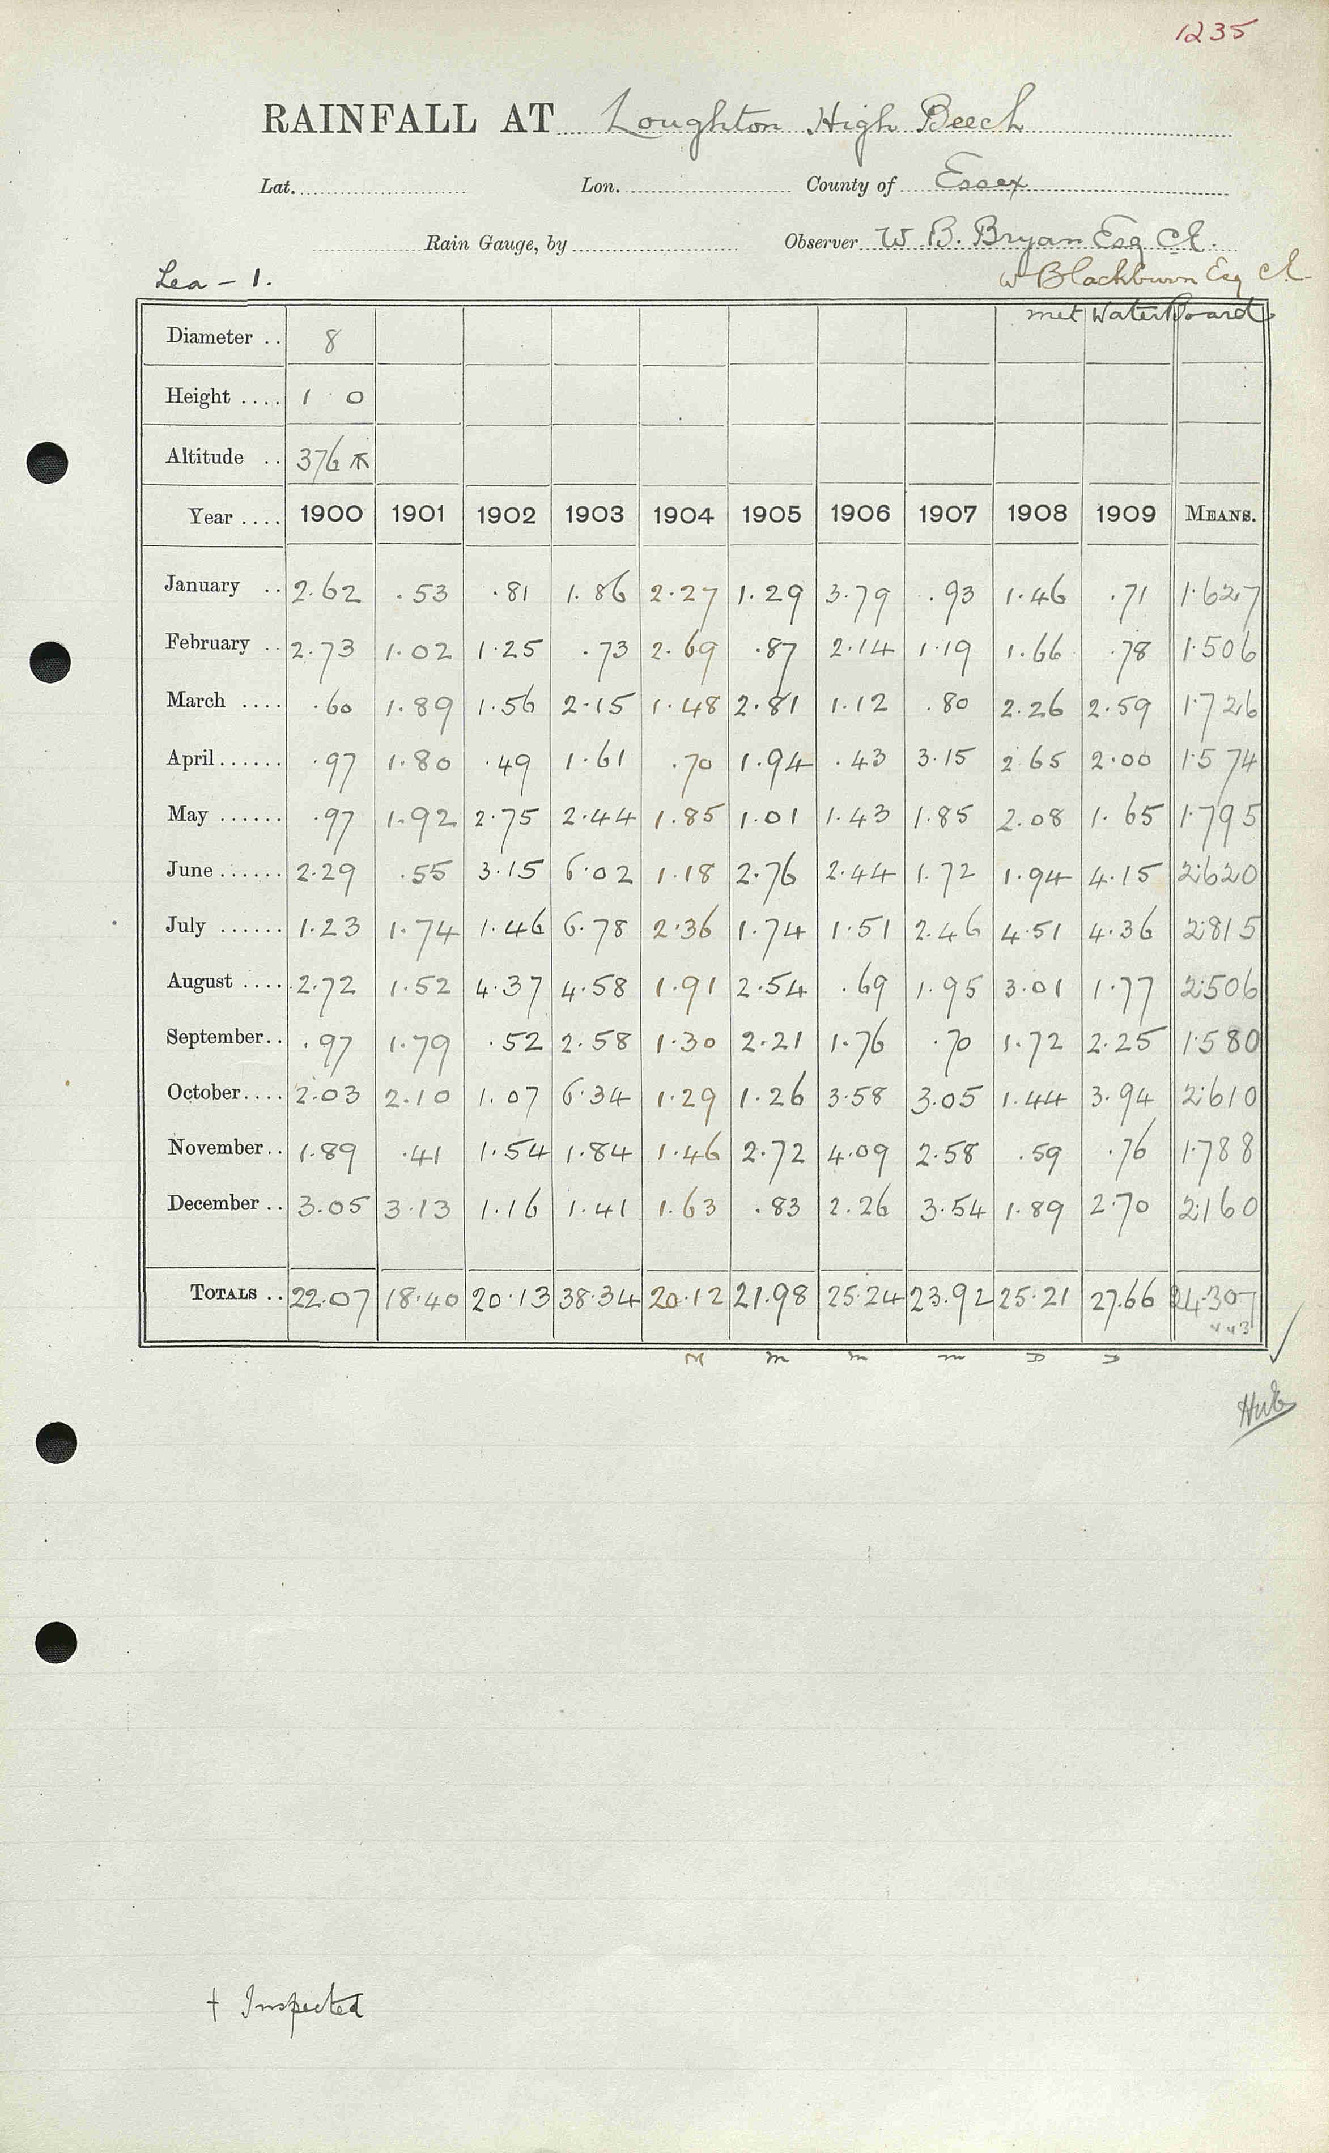 1235
RAINFALL AT Loughton High Beech
Lat. Lon. County of Essex
Rain Gauge, by Observer W B. Bryan Esq CE.
Lea - 1. W Blackburn Esq CE
Met Water Board
Diameter .. 8
Height .... 1 0
Altitude .. 376
Year .... 1900 1901 1902 1903 1904 1905 1906 1907 1908 1909 MEANS.
January .. 2.62 .53 .81 1.86 2.27 1.29 3.79 .93 1.46 .71 1.627
February .. 2.73 1.02 1.25 .73 2.69 .87 2.14 1.19 1.66 .78 1.506
March .... .60 1.89 1.56 2.15 1.48 2.81 1.12 .80 2.26 2.59 1.726
April...... .97 1.80 .49 1.61 .70 1.94 .43 3.15 2.65 2.00 1.574
May ...... .97 1.92 2.75 2.44 1.85 1.01 1.43 1.85 2.08 1.65 1.795
June ...... 2.29 .55 3.15 6.02 1.18 2.76 2.44 1.72 1.94 4.15 2.620
July ...... 1.23 1.74 1.46 6.78 2.36 1.74 1.51 2.46 4.51 4.36 2.815
August .... 2.72 1.52 4.37 4.58 1.91 2.54 .69 1.95 3.01 1.77 2.506
September.. .97 1.79 .52 2.58 1.30 2.21 1.76 .70 1.72 2.25 1.580
October.... 2.03 2.10 1.07 6.34 1.29 1.26 3.58 3.05 1.44 3.94 2.610
November.. 1.89 .41 1.54 1.84 1.46 2.72 4.09 2.58 .59 .76 1.788
December .. 3.05 3.13 1.16 1.41 1.63 .83 2.26 3.54 1.89 2.70 2.160
TOTALS .. 22.07 18.40 20.13 38.34 20.12 21.98 25.24 23.92 25.21 27.66 24.307
M m m m D D
† Inspected